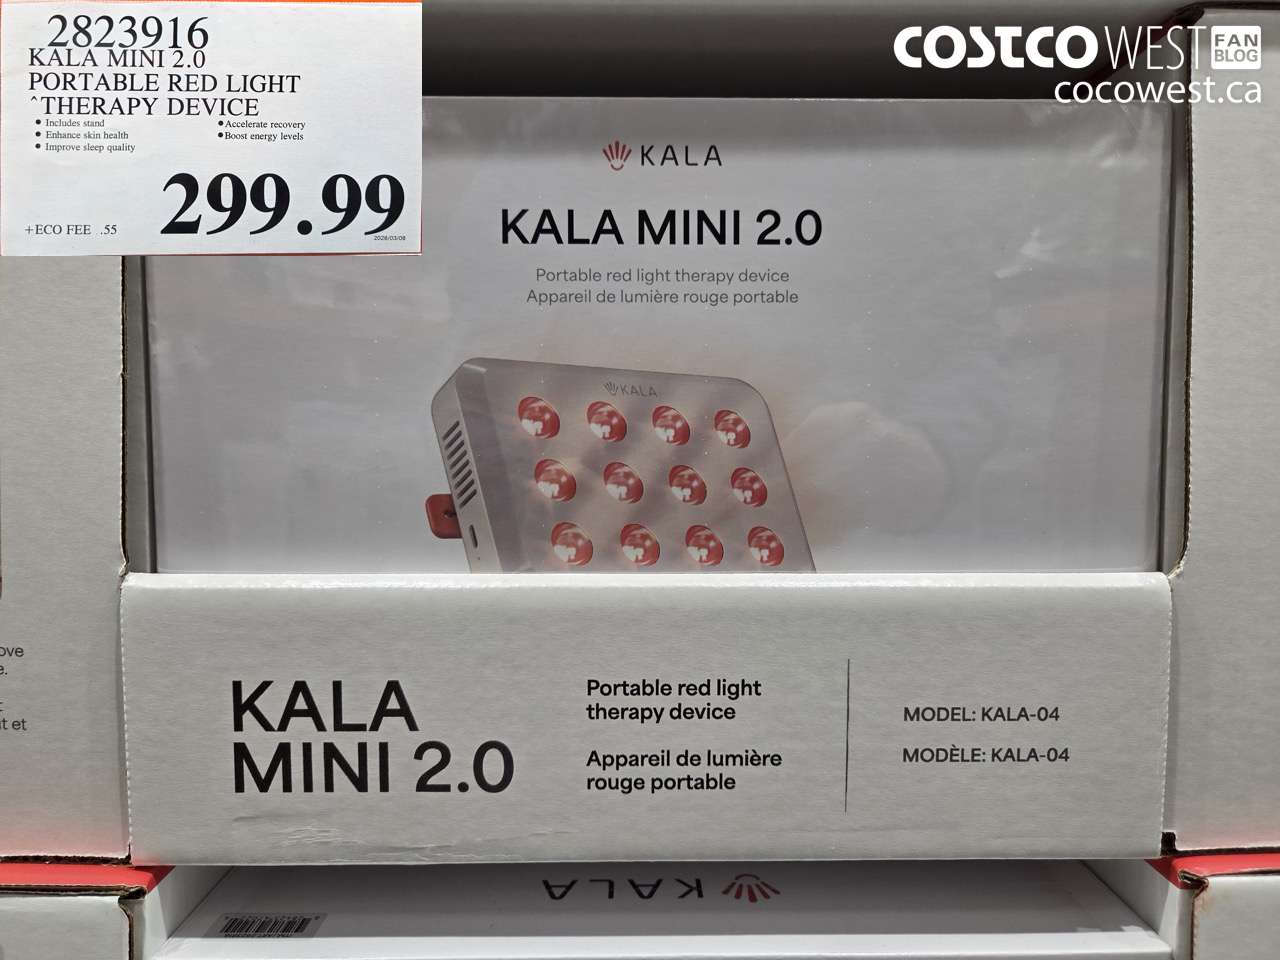 2823916
KALA MINI 2.0
PORTABLE RED LIGHT
^THERAPY DEVICE
• Includes stand
• Accelerate recovery
• Enhance skin health
• Boost energy levels
• Improve sleep quality
299.99
+ECO FEE .55
2026/03/08
COSTCO WEST FAN BLOG
cocowest.ca
KALA
KALA MINI 2.0
Portable red light therapy device
Appareil de lumière rouge portable
KALA
KALA
MINI 2.0
Portable red light
therapy device
Appareil de lumière
rouge portable
MODEL: KALA-04
MODÈLE: KALA-04
KALA